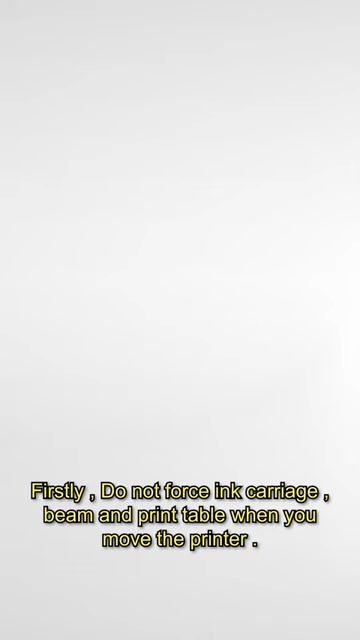 Firstly , Do not force ink carriage ,
beam and print table when you
move the printer .